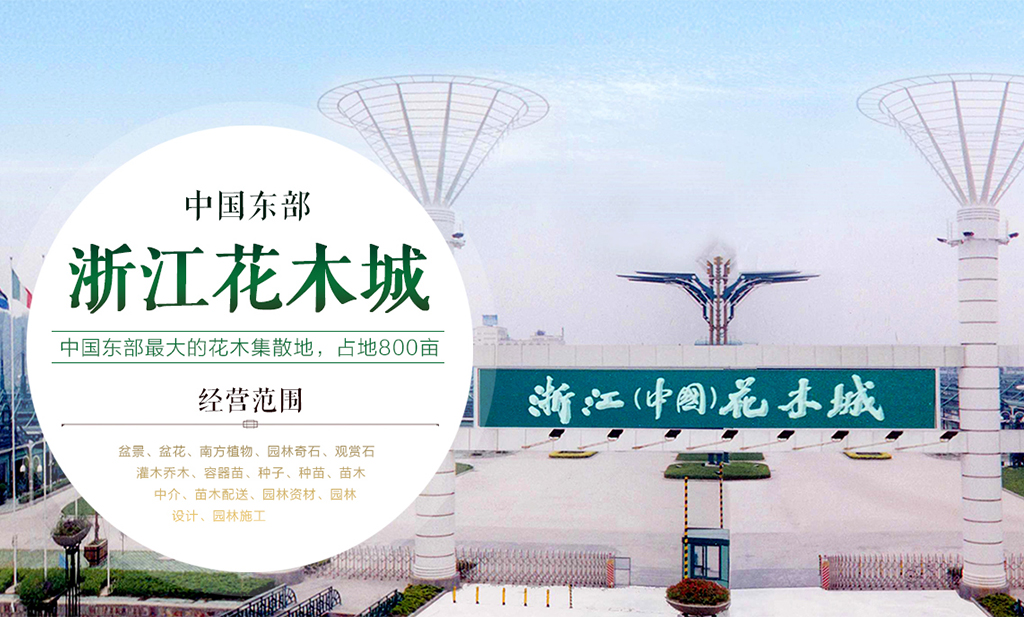 中国东部
浙江花木城
中国东部最大的花木集散地，占地800亩
经营范围
盆景、盆花、南方植物、园林奇石、观赏石
灌木乔木、容器苗、种子、种苗、苗木
中介、苗木配送、园林资材、园林
设计、园林施工
浙江(中國)花木城